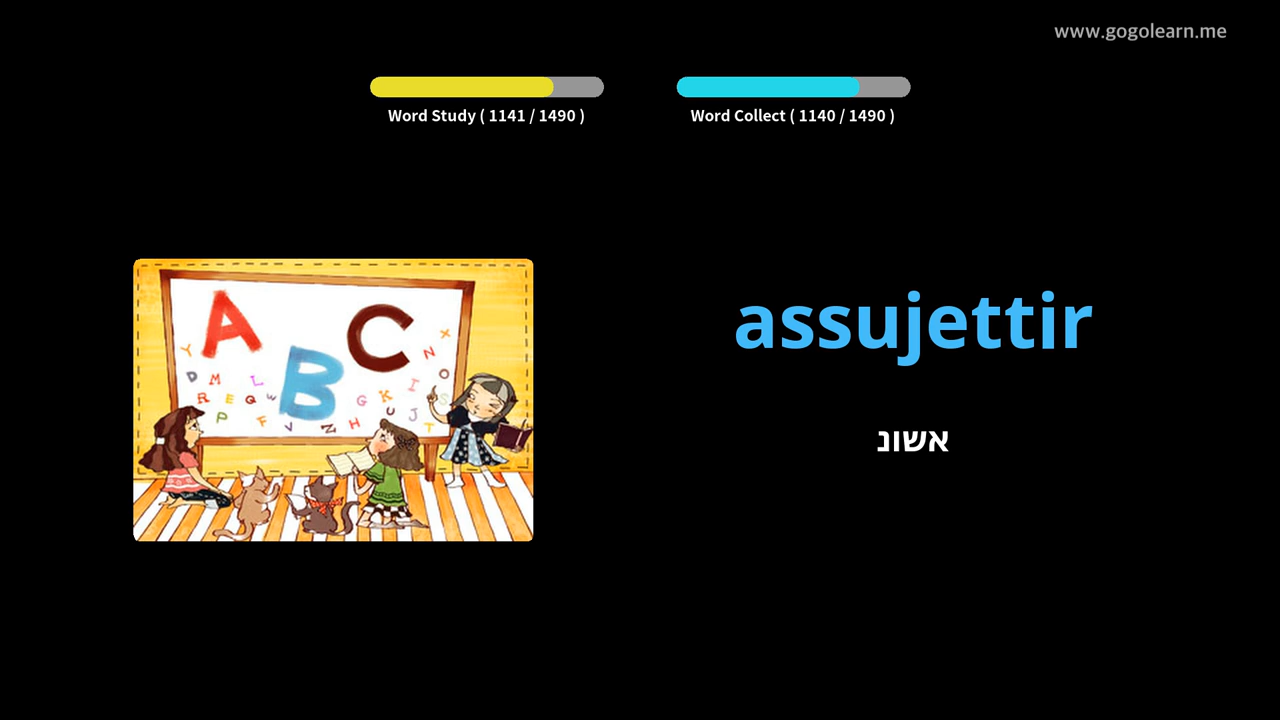 www.gogolearn.me
Word Study ( 1141 / 1490 )
Word Collect ( 1140 / 1490 )
A
B
C
Y
X
N
D
M
L
O
R
E
Q
W
G
K
I
S
P
F
V
Z
H
U
J
T
assujettir
אשונ